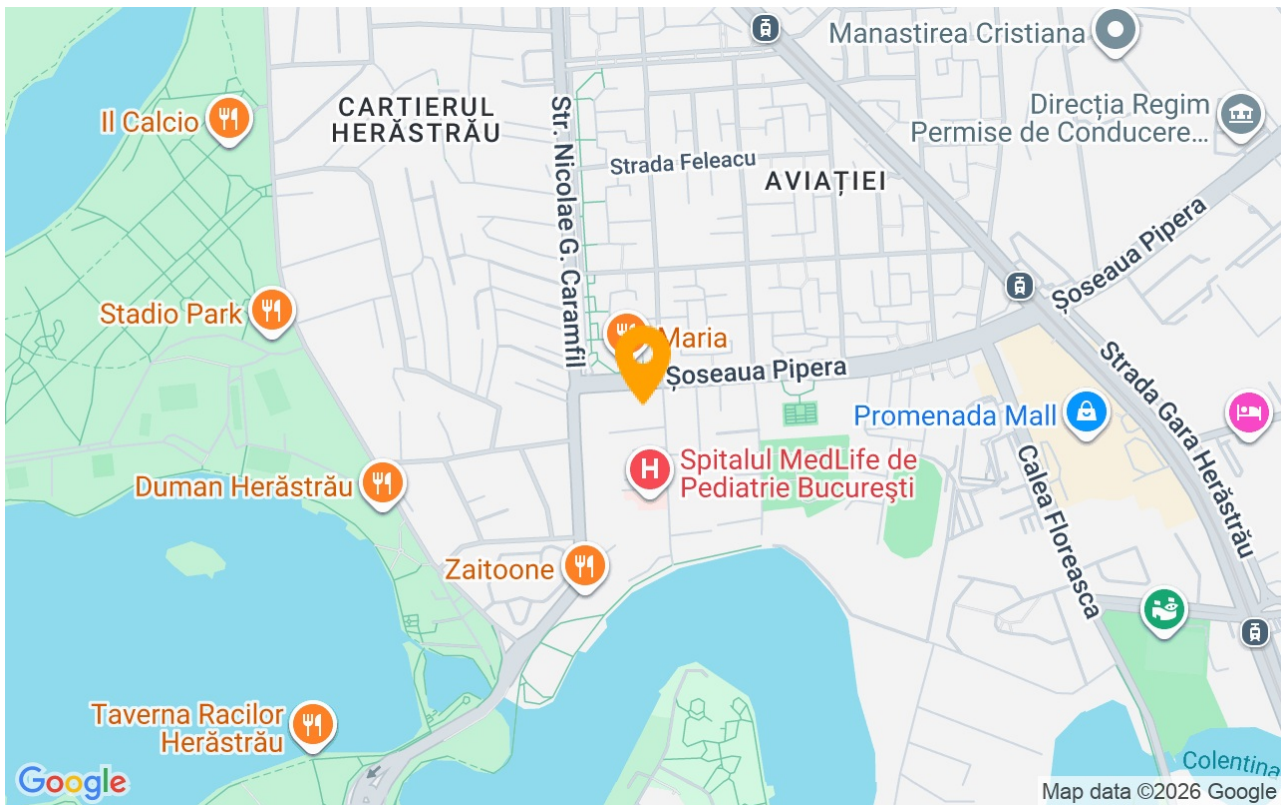 Manastirea Cristiana
CARTIERUL
HERĂSTRĂU
Il Calcio
Direcția Regim
Permise de Conducere...
Str. Nicolae G. Caramfil
Strada Feleacu
AVIAȚIEI
Șoseaua Pipera
Stadio Park
Maria
Șoseaua Pipera
Strada Gara Herăstrău
Promenada Mall
Spitalul MedLife de
Pediatrie Bucureşti
Duman Herăstrău
Calea Floreasca
Zaitoone
Taverna Racilor
Herăstrău
Colentina
Google
Map data ©2026 Google